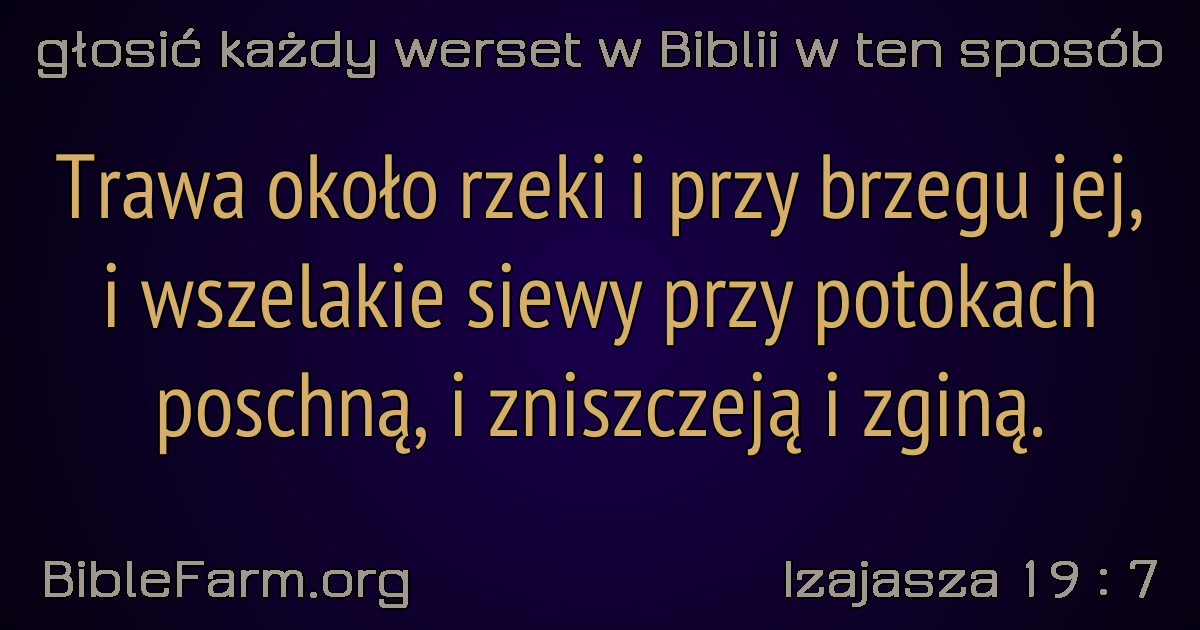 głosić każdy werset w Biblii w ten sposób
Trawa około rzeki i przy brzegu jej,
i wszelakie siewy przy potokach
poschną, i zniszczeją i zginą.
BibleFarm.org
Izajasza 19 : 7